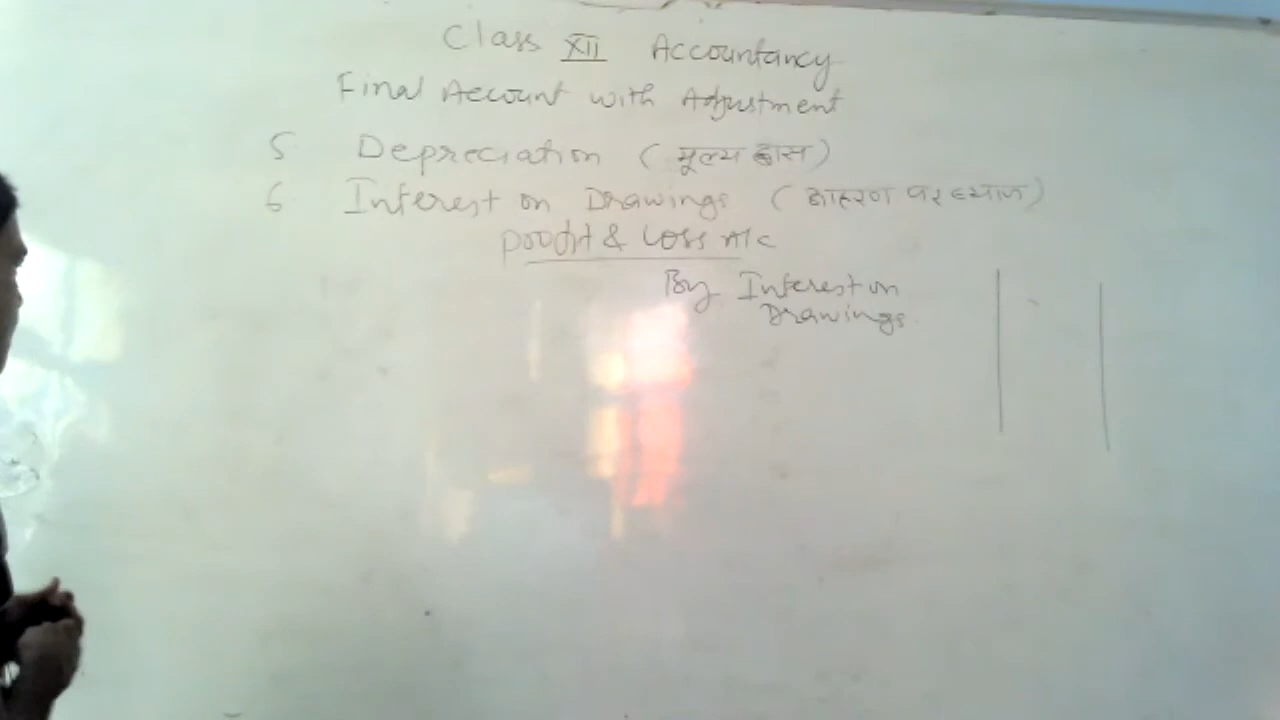 Class XII Accountancy
Final Account with Adjustment
5 Depreciation (मूल्य ह्रास)
6 Interest on Drawings (आहरण पर ब्याज)
Profit & Loss A/c
By Interest on
Drawings